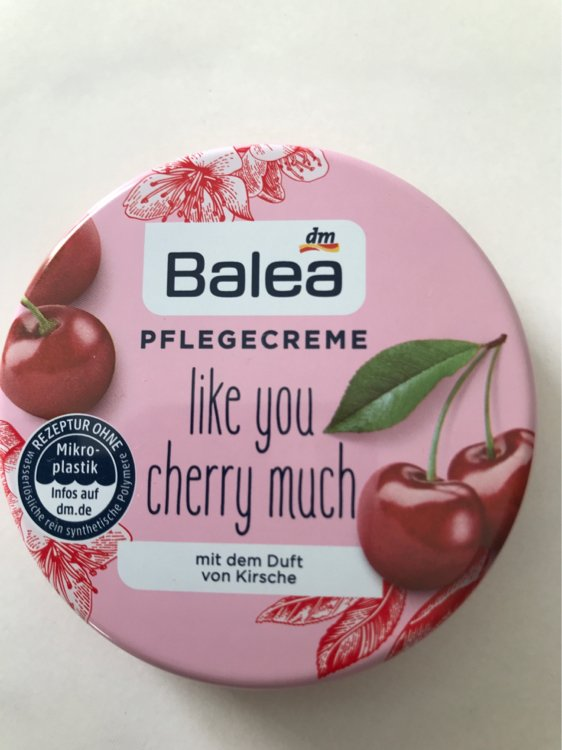 dm
Balea
PFLEGECREME
like you
cherry much
REZEPTUR OHNE
Mikro-
plastik
Infos auf
dm.de
wasserlösliche rein synthetische Polymere
mit dem Duft
von Kirsche